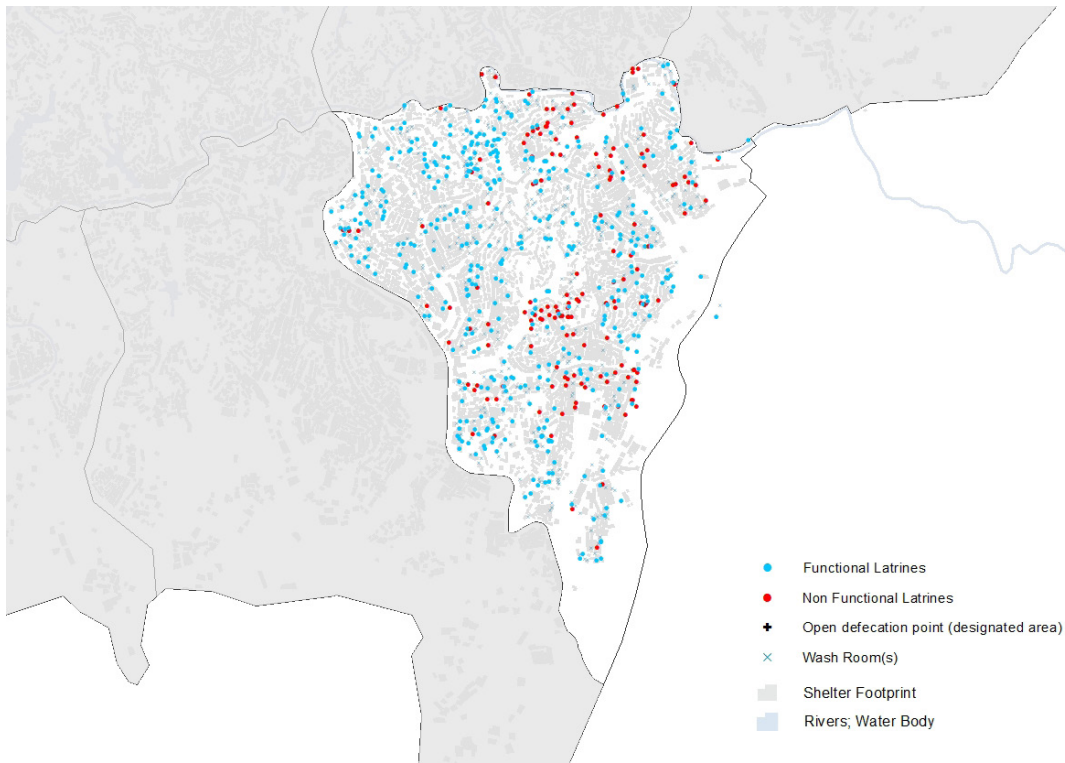 Functional Latrines
Non Functional Latrines
Open defecation point (designated area)
Wash Room(s)
Shelter Footprint
Rivers; Water Body